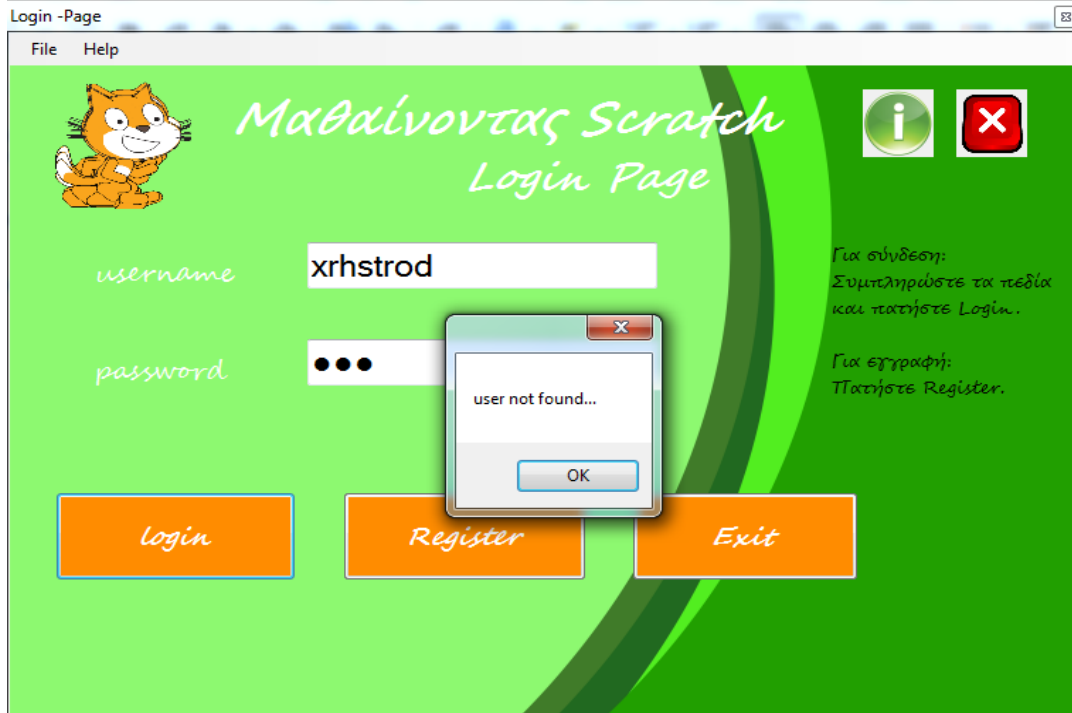 Login -Page
File Help
Μαθαίνοντας Scratch
Login Page
username
xrhstrod
Για σύνδεση:
Συμπληρώστε τα πεδία
και πατήστε Login.
password
●●●
Για εγγραφή:
Πατήστε Register.
user not found...
OK
login
Register
Exit